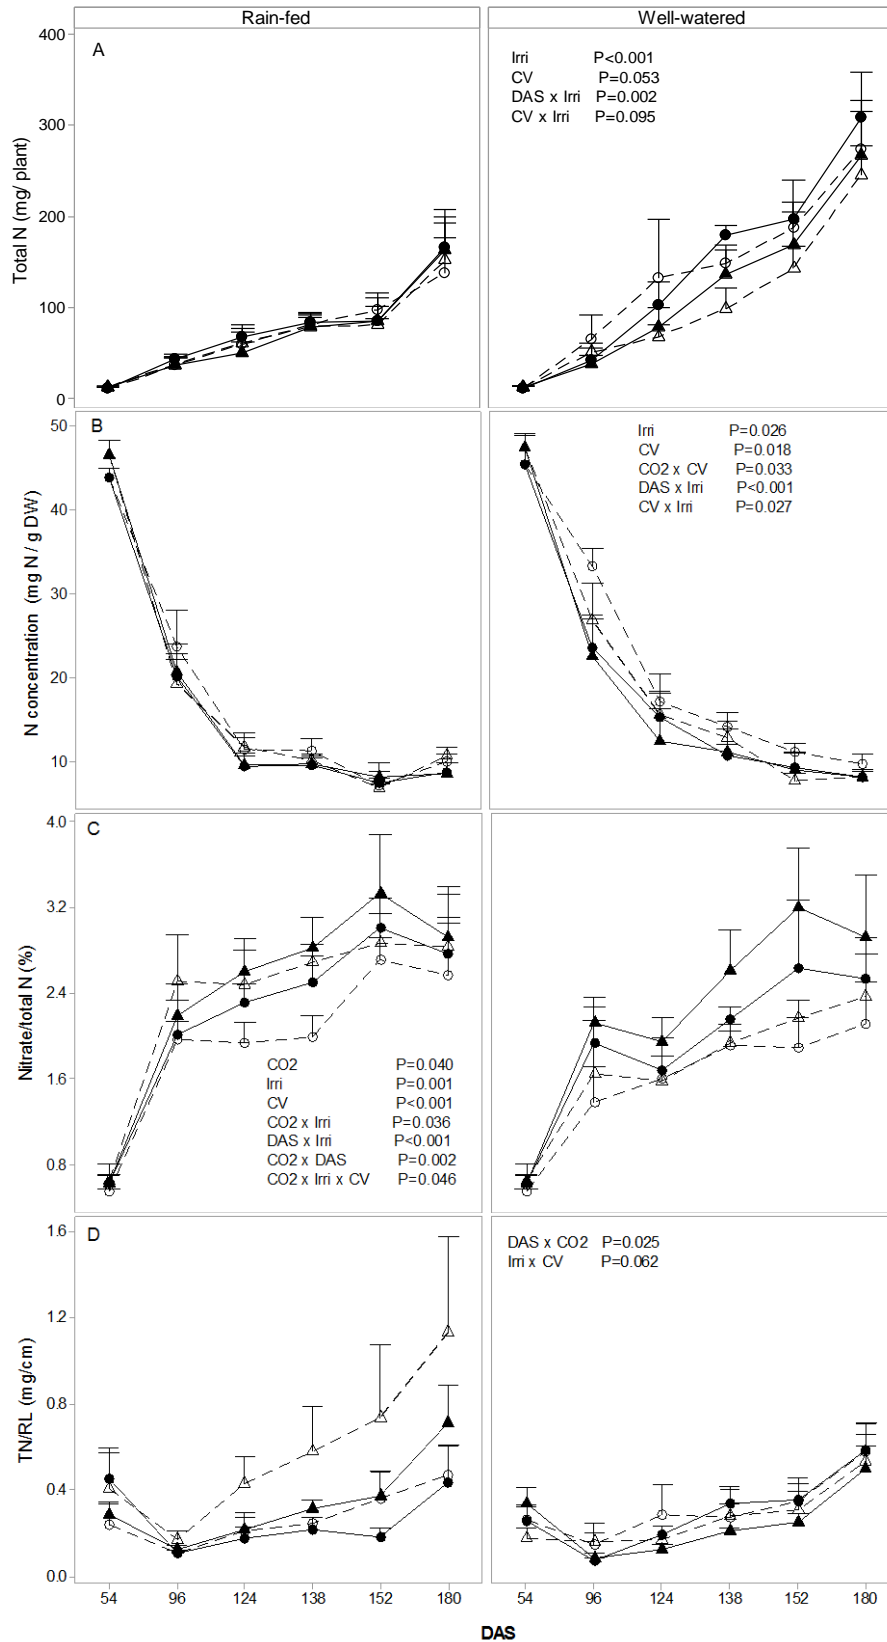 Rain-fed Well-watered
A
Irri P<0.001
CV P=0.053
DAS x Irri P=0.002
CV x Irri P=0.095
400
300
200
100
0
Total N (mg/ plant)
B
Irri P=0.026
CV P=0.018
CO2 x CV P=0.033
DAS x Irri P<0.001
CV x Irri P=0.027
50
40
30
20
10
N concentration (mg N / g DW)
C
4.0
3.2
2.4
1.6
0.8
Nitrate/total N (%)
CO2 P=0.040
Irri P=0.001
CV P<0.001
CO2 x Irri P=0.036
DAS x Irri P<0.001
CO2 x DAS P=0.002
CO2 x Irri x CV P=0.046
D
DAS x CO2 P=0.025
Irri x CV P=0.062
1.6
1.2
0.8
0.4
0.0
TN/RL (mg/cm)
54 96 124 138 152 180 54 96 124 138 152 180
DAS